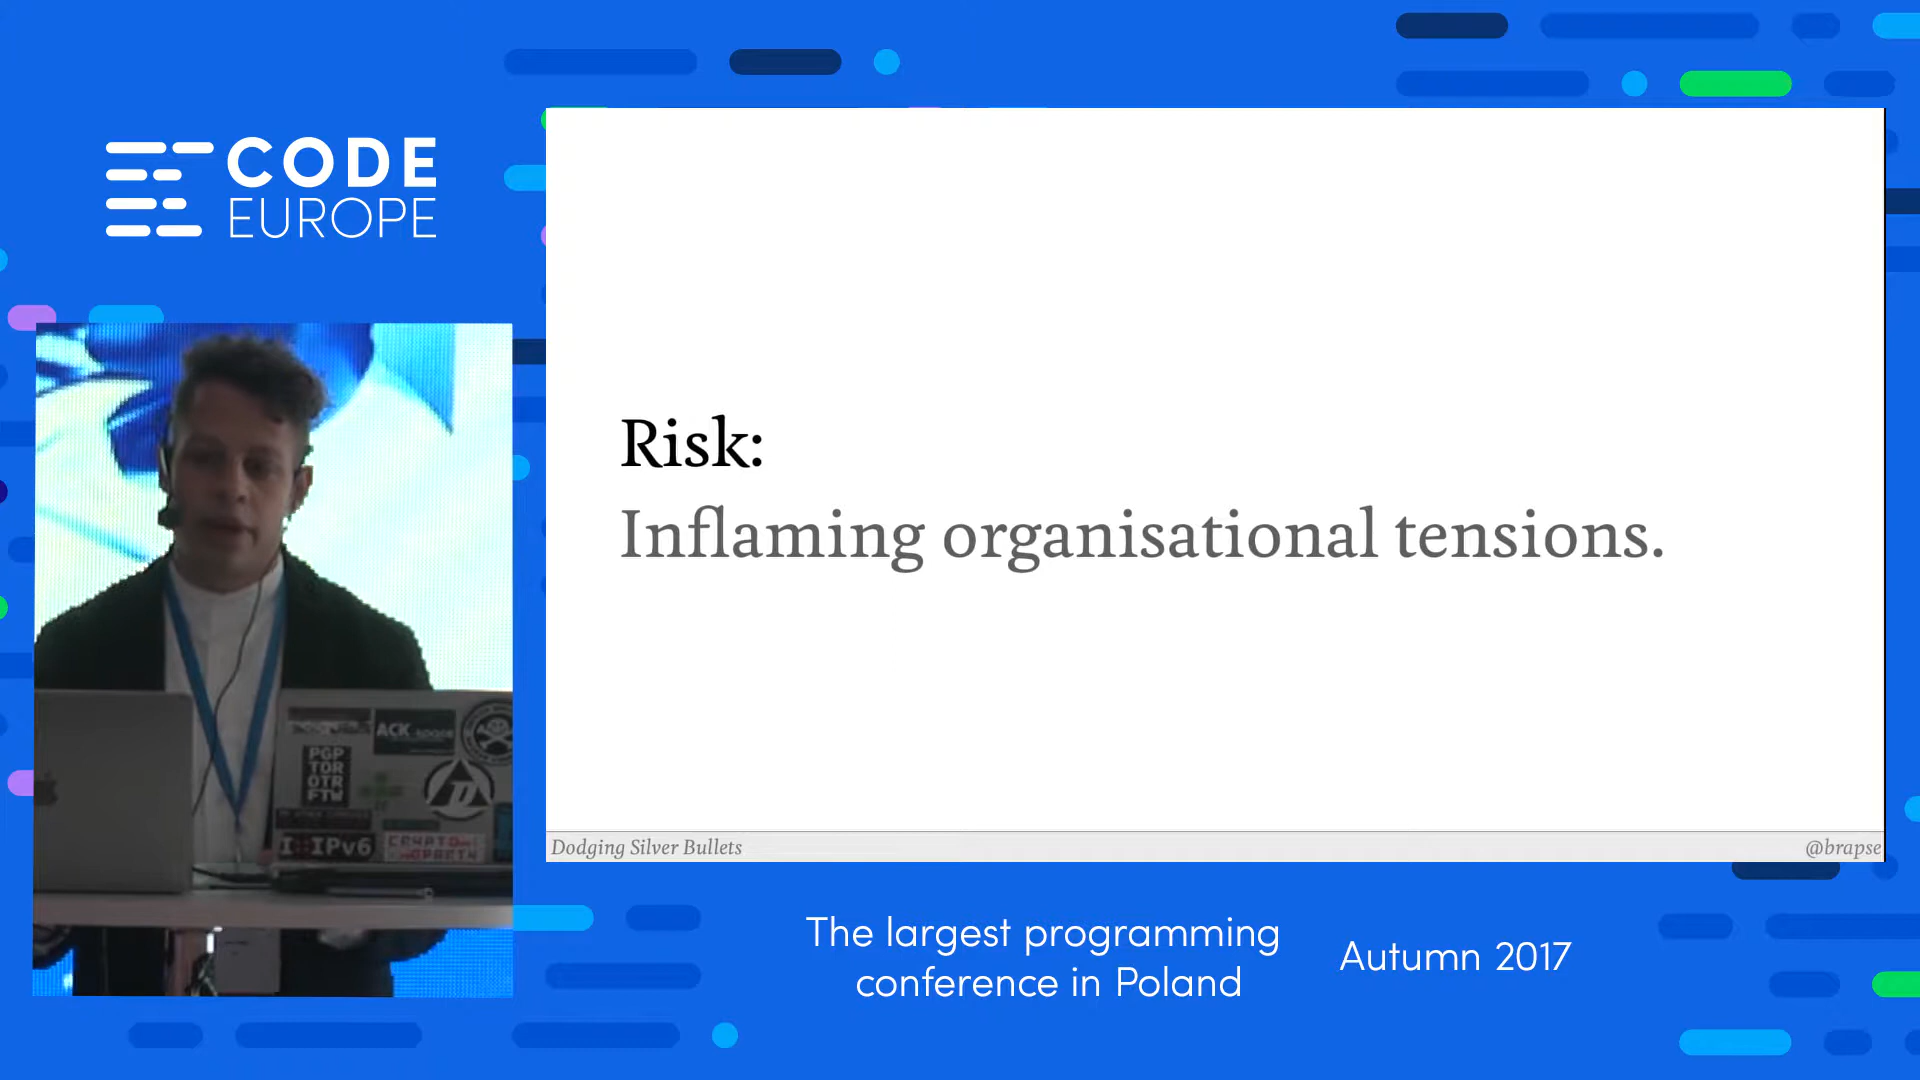 CODE
EUROPE
Risk:
Inflaming organisational tensions.
ACK space
PGP
TOR
OTR
FTW
IPv6
Dodging Silver Bullets
@brapse
The largest programming
conference in Poland
Autumn 2017